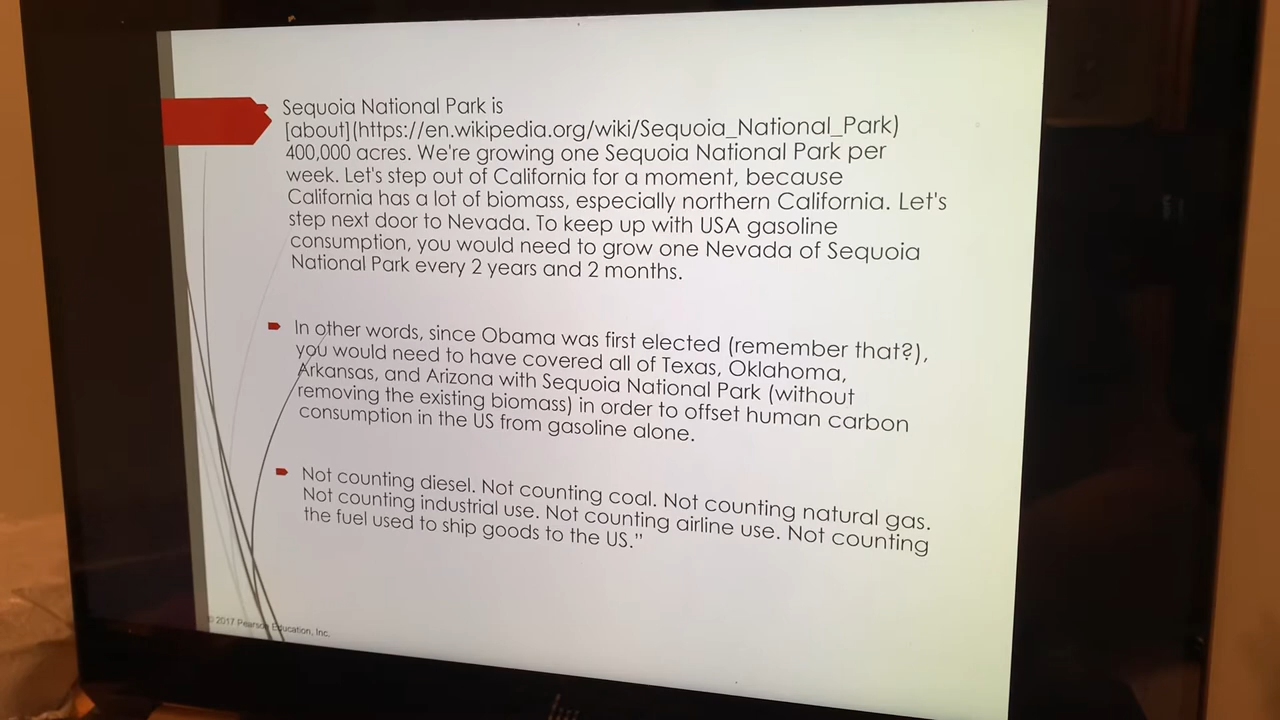 Sequoia National Park is
[about](https://en.wikipedia.org/wiki/Sequoia_National_Park)
400,000 acres. We're growing one Sequoia National Park per
week. Let's step out of California for a moment, because
California has a lot of biomass, especially northern California. Let's
step next door to Nevada. To keep up with USA gasoline
consumption, you would need to grow one Nevada of Sequoia
National Park every 2 years and 2 months.
In other words, since Obama was first elected (remember that?),
you would need to have covered all of Texas, Oklahoma,
Arkansas, and Arizona with Sequoia National Park (without
removing the existing biomass) in order to offset human carbon
consumption in the US from gasoline alone.
Not counting diesel. Not counting coal. Not counting natural gas.
Not counting industrial use. Not counting airline use. Not counting
the fuel used to ship goods to the US.”
© 2017 Pearson Education, Inc.